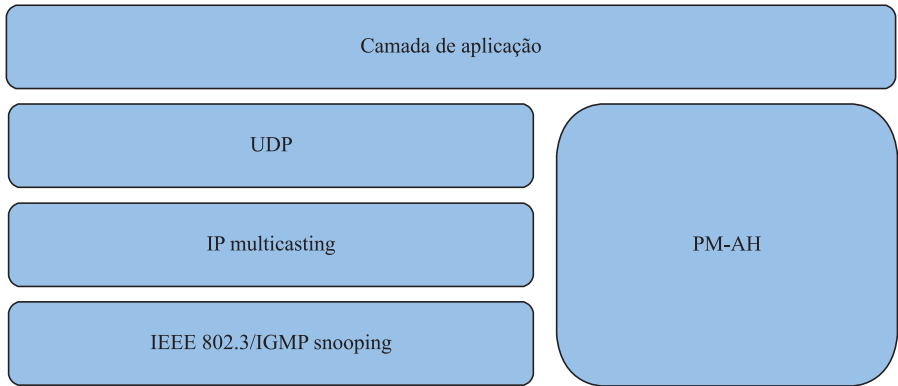 Camada de aplicação
UDP
IP multicasting
PM-AH
IEEE 802.3/IGMP snooping